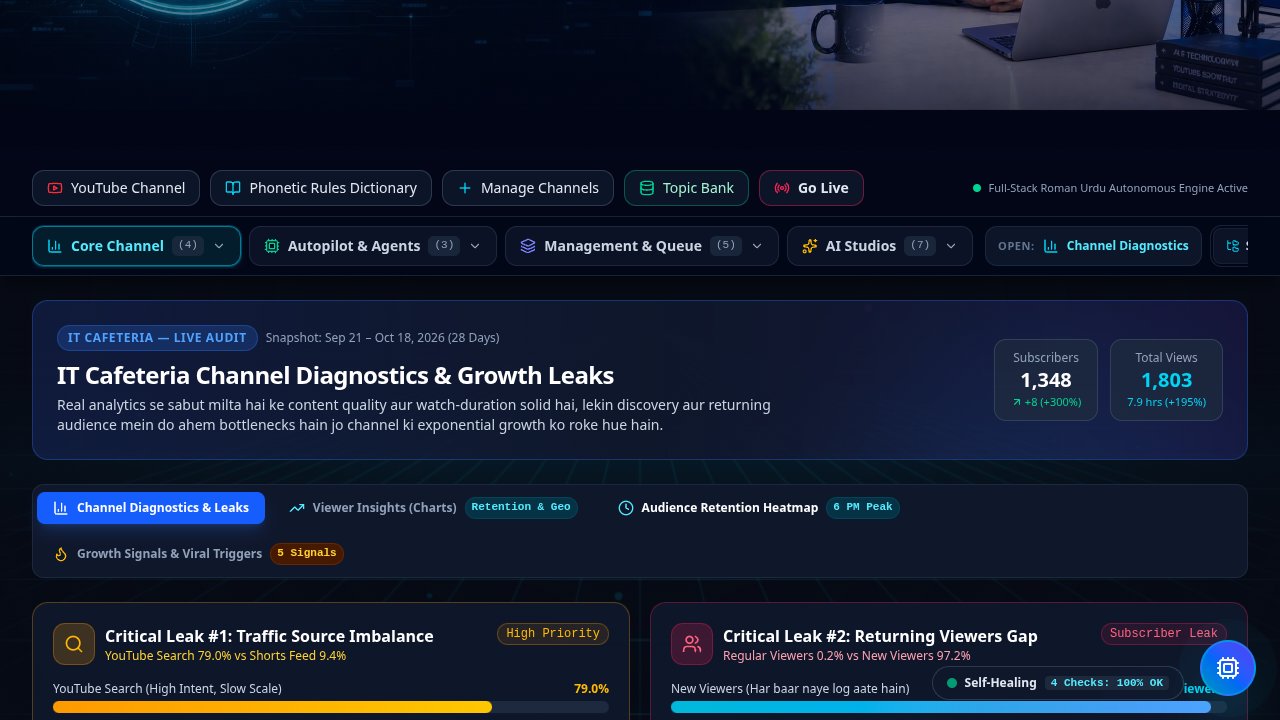 AI & TECHNOLOGY
YOUTUBE GROWTH
DIGITAL STRATEGY
YouTube Channel
Phonetic Rules Dictionary
Manage Channels
Topic Bank
Go Live
Full-Stack Roman Urdu Autonomous Engine Active
Core Channel (4)
Autopilot & Agents (3)
Management & Queue (5)
AI Studios (7)
OPEN: Channel Diagnostics
IT CAFETERIA — LIVE AUDIT Snapshot: Sep 21 – Oct 18, 2026 (28 Days)
IT Cafeteria Channel Diagnostics & Growth Leaks
Real analytics se sabut milta hai ke content quality aur watch-duration solid hai, lekin discovery aur returning
audience mein do ahem bottlenecks hain jo channel ki exponential growth ko roke hue hain.
Subscribers
1,348
+8 (+300%)
Total Views
1,803
7.9 hrs (+195%)
Channel Diagnostics & Leaks
Viewer Insights (Charts) Retention & Geo
Audience Retention Heatmap 6 PM Peak
Growth Signals & Viral Triggers 5 Signals
Critical Leak #1: Traffic Source Imbalance
High Priority
YouTube Search 79.0% vs Shorts Feed 9.4%
YouTube Search (High Intent, Slow Scale) 79.0%
Critical Leak #2: Returning Viewers Gap
Subscriber Leak
Regular Viewers 0.2% vs New Viewers 97.2%
New Viewers (Har baar naye log aate hain)
Self-Healing 4 Checks: 100% OK